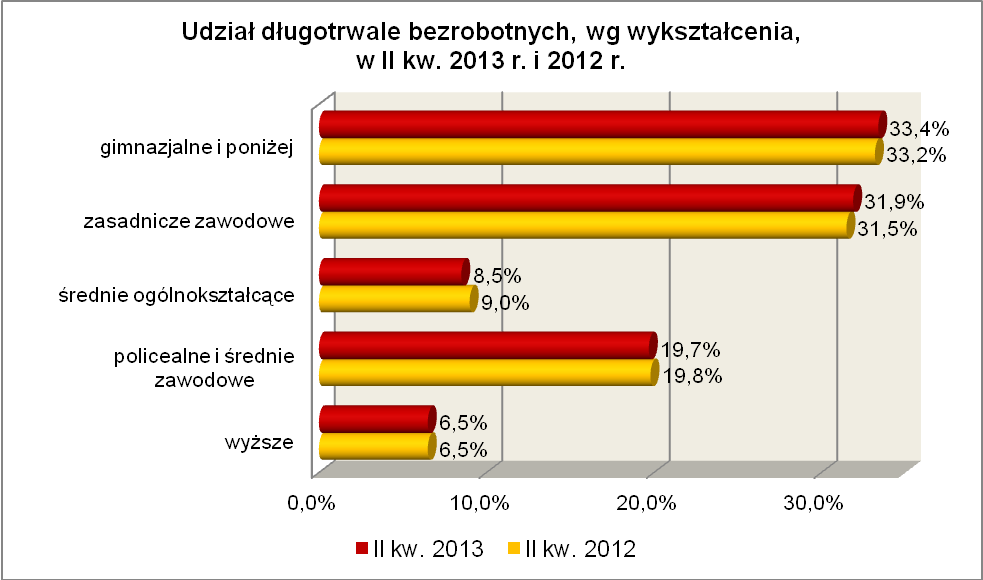 Udział długotrwale bezrobotnych, wg wykształcenia,
w II kw. 2013 r. i 2012 r.
gimnazjalne i poniżej
33,4%
33,2%
zasadnicze zawodowe
31,9%
31,5%
średnie ogólnokształcące
8,5%
9,0%
policealne i średnie
zawodowe
19,7%
19,8%
wyższe
6,5%
6,5%
0,0% 10,0% 20,0% 30,0%
II kw. 2013 II kw. 2012